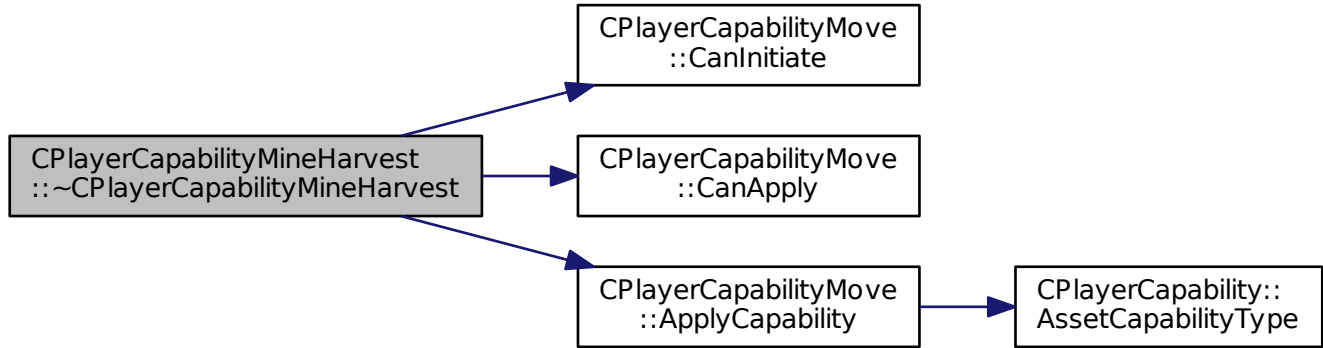 CPlayerCapabilityMove
::CanInitiate
CPlayerCapabilityMineHarvest
::~CPlayerCapabilityMineHarvest
CPlayerCapabilityMove
::CanApply
CPlayerCapabilityMove
::ApplyCapability
CPlayerCapability::
AssetCapabilityType